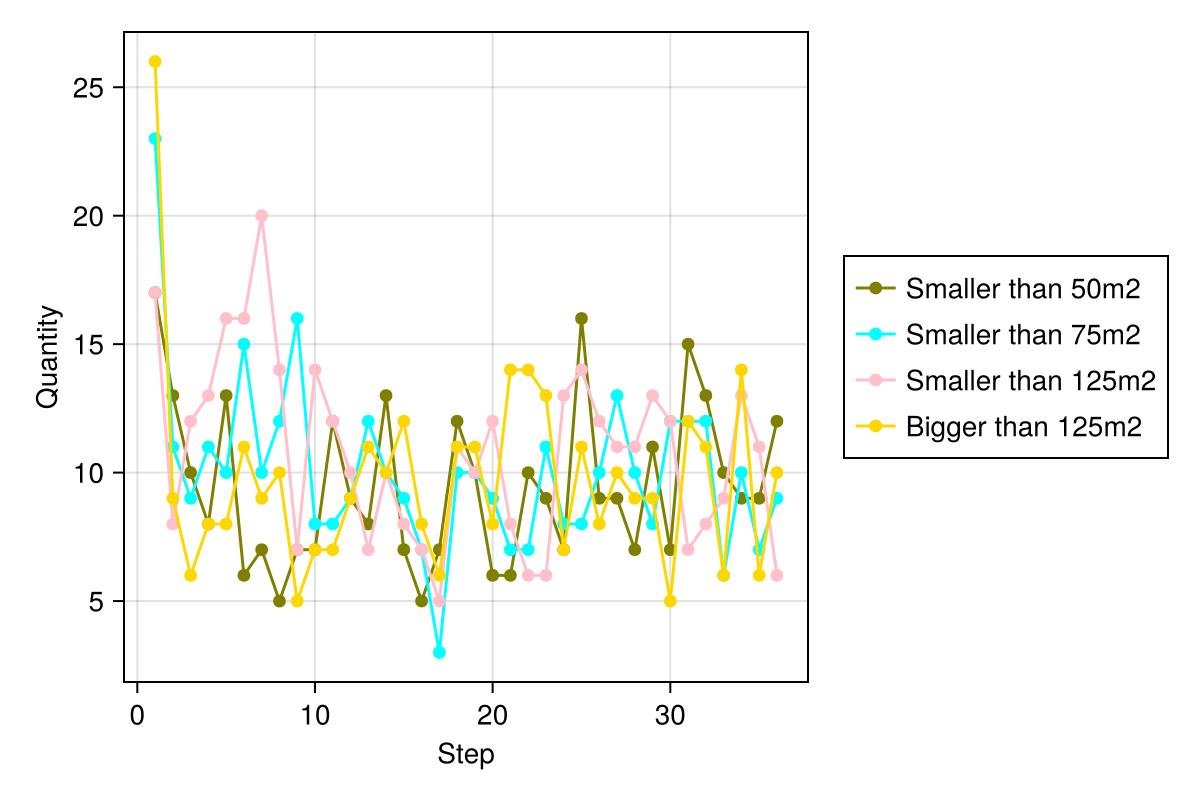 25
20
15
10
5
Quantity
0 10 20 30
Step
Smaller than 50m2
Smaller than 75m2
Smaller than 125m2
Bigger than 125m2